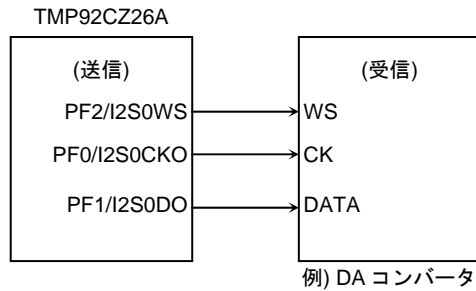 TMP92CZ26A
(送信)
(受信)
PF2/I2S0WS
WS
PF0/I2S0CKO
CK
PF1/I2S0DO
DATA
例) DA コンバータ